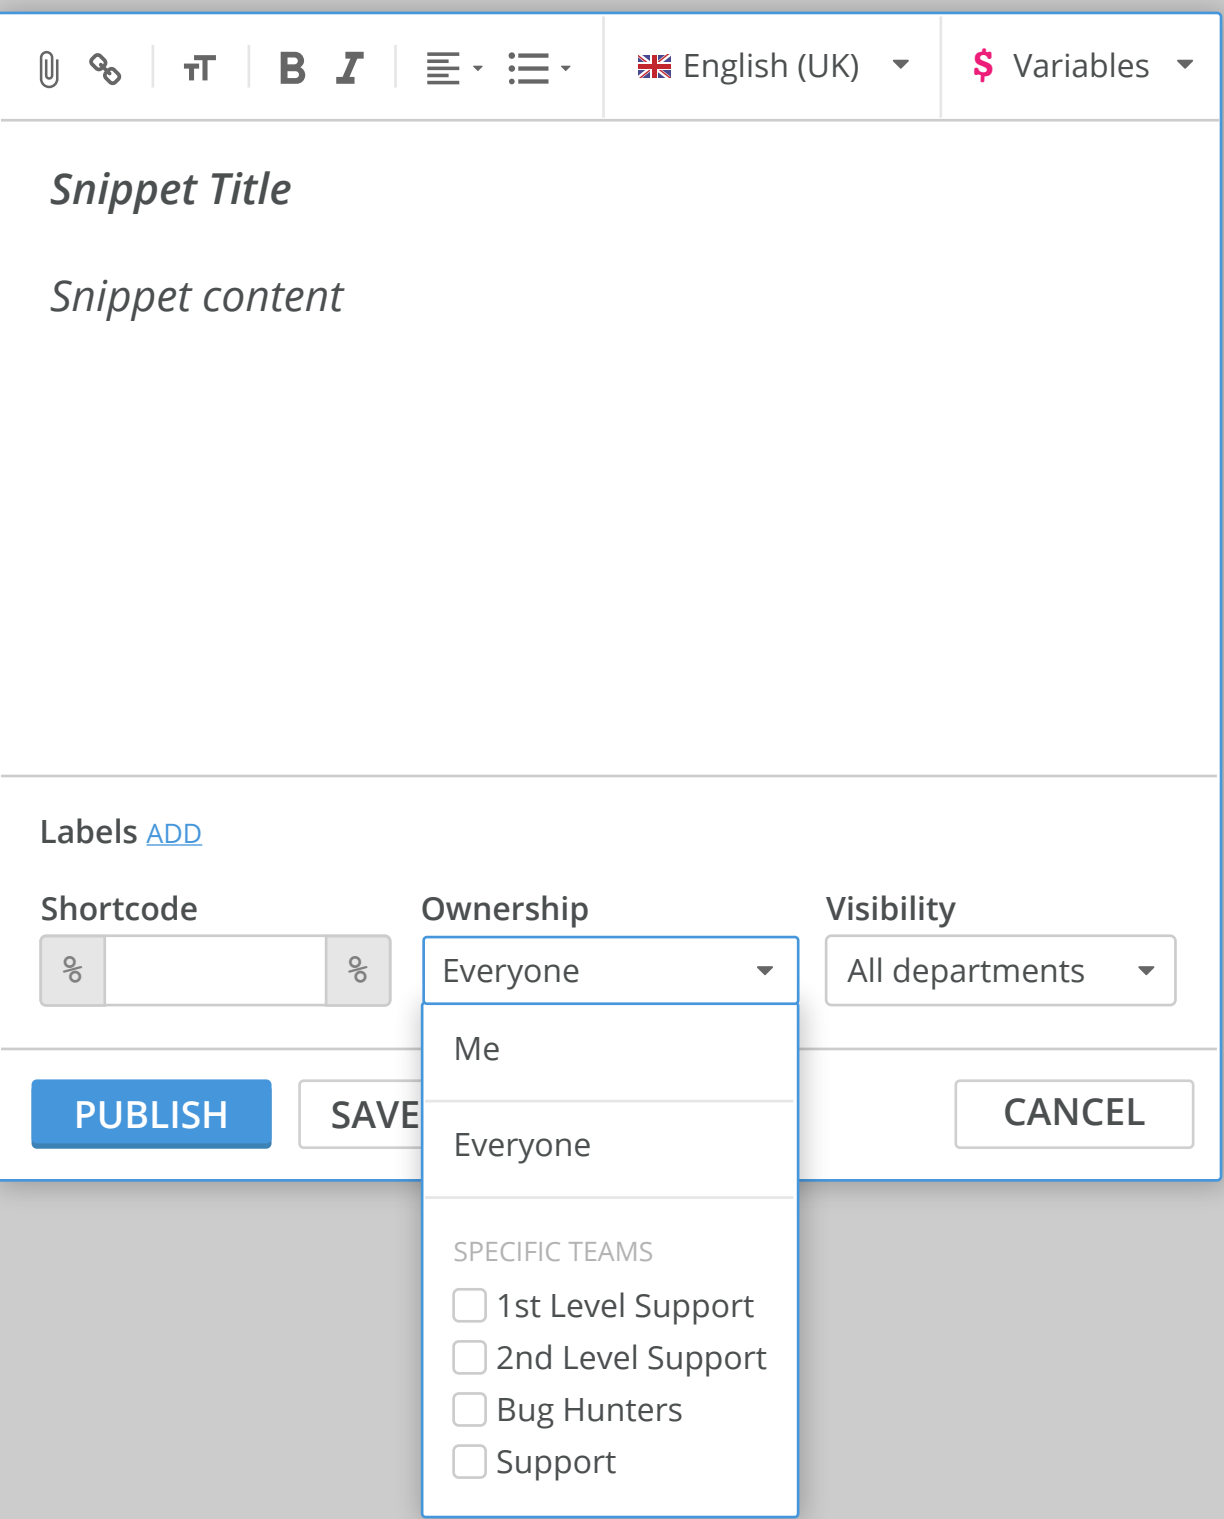 B I English (UK) $ Variables
Snippet Title
Snippet content
Labels ADD
Shortcode Ownership Visibility
% % Everyone All departments
Me
PUBLISH SAVE CANCEL
Everyone
SPECIFIC TEAMS
1st Level Support
2nd Level Support
Bug Hunters
Support